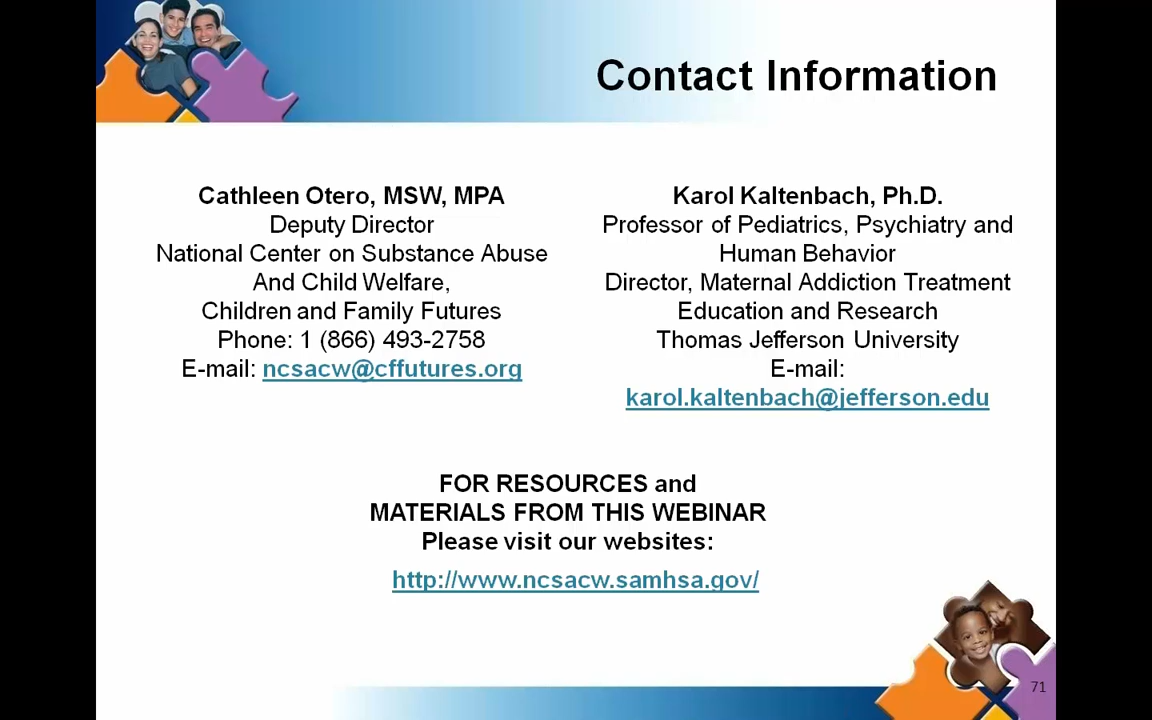 Contact Information
Cathleen Otero, MSW, MPA
Deputy Director
National Center on Substance Abuse
And Child Welfare,
Children and Family Futures
Phone: 1 (866) 493-2758
E-mail: ncsacw@cffutures.org
Karol Kaltenbach, Ph.D.
Professor of Pediatrics, Psychiatry and
Human Behavior
Director, Maternal Addiction Treatment
Education and Research
Thomas Jefferson University
E-mail:
karol.kaltenbach@jefferson.edu
FOR RESOURCES and
MATERIALS FROM THIS WEBINAR
Please visit our websites:
http://www.ncsacw.samhsa.gov/
71